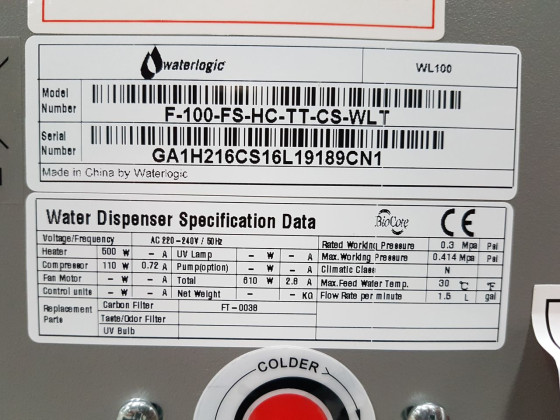 waterlogic WL100
Model Number F-100-FS-HC-TT-CS-WLT
Serial Number GA1H216CS16L19189CN1
Made in China by Waterlogic
Water Dispenser Specification Data BioCote CE
Voltage/Frequency AC 220-240V / 50Hz Rated Working Pressure 0.3 Mpa Psi
Heater 500 W - A UV Lamp - W - A Max.Working Pressure 0.414 Mpa Psi
Compressor 110 W 0.72 A Pump(option) - W - A Climatic Class N
Fan Motor - W - A Total 610 W 2.8 A Max.Feed Water Temp. 30 ℃ ℉
Control units - W - A Net Weight - - KG Flow Rate per minute 1.5 L gal
Replacement Parts Carbon Filter FT-0038
Taste/Odor Filter
UV Bulb
COLDER